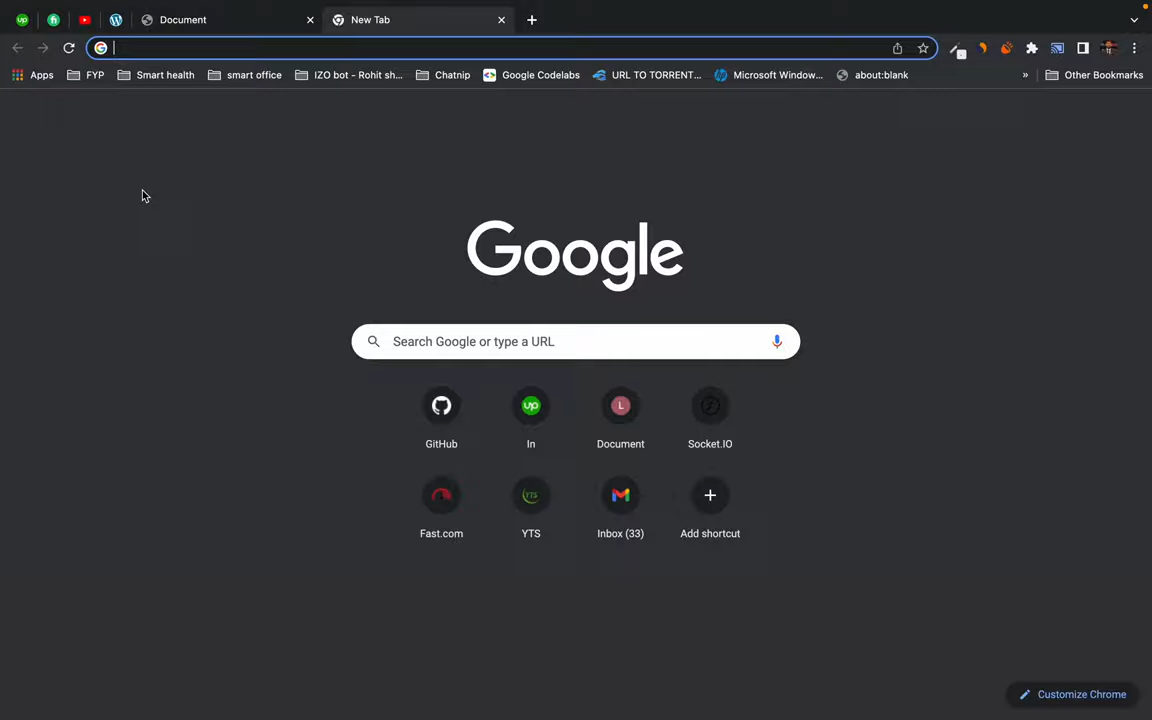 Document
New Tab
Apps
FYP
Smart health
smart office
IZO bot - Rohit sh...
Chatnip
Google Codelabs
URL TO TORRENT...
Microsoft Window...
about:blank
»
Other Bookmarks
Google
Search Google or type a URL
GitHub
up
In
L
Document
Socket.IO
Fast.com
YTS
YTS
Inbox (33)
Add shortcut
Customize Chrome